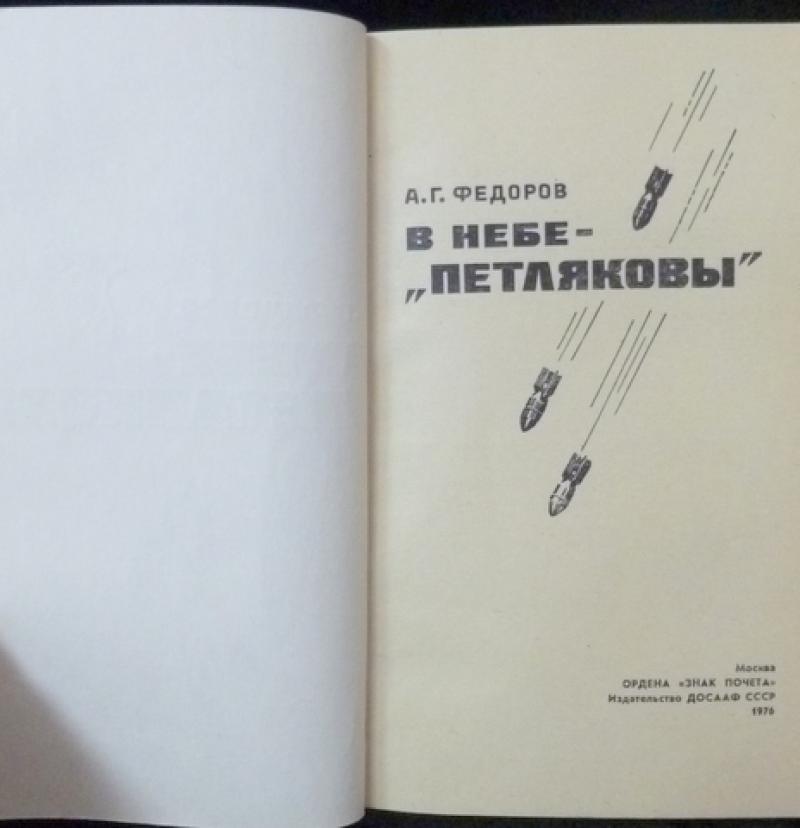 А.Г. ФЕДОРОВ
В НЕБЕ-
„ПЕТЛЯКОВЫ"
Москва
ОРДЕНА «ЗНАК ПОЧЕТА»
Издательство ДОСААФ СССР
1976